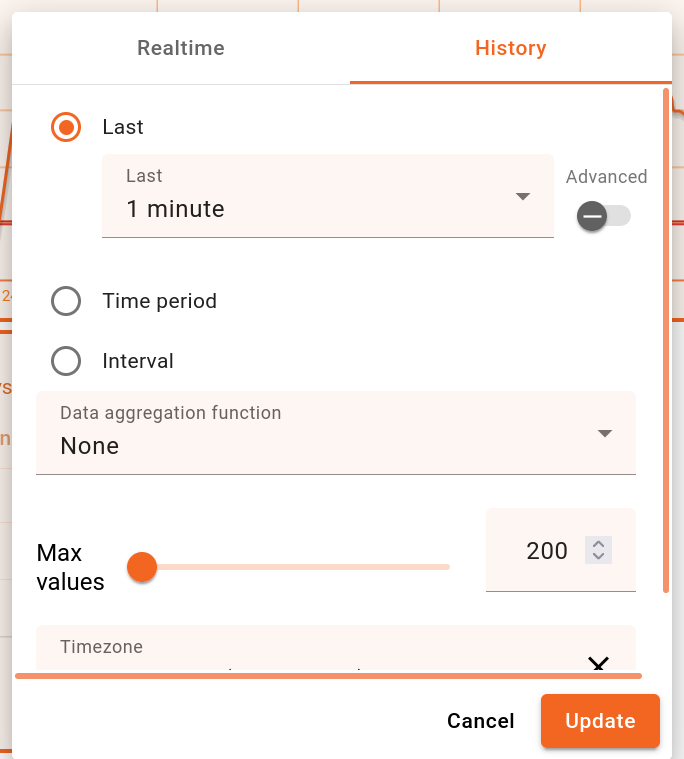 Realtime
History
Last
Last
1 minute
Advanced
Time period
Interval
Data aggregation function
None
Max
values
200
Timezone
Cancel
Update